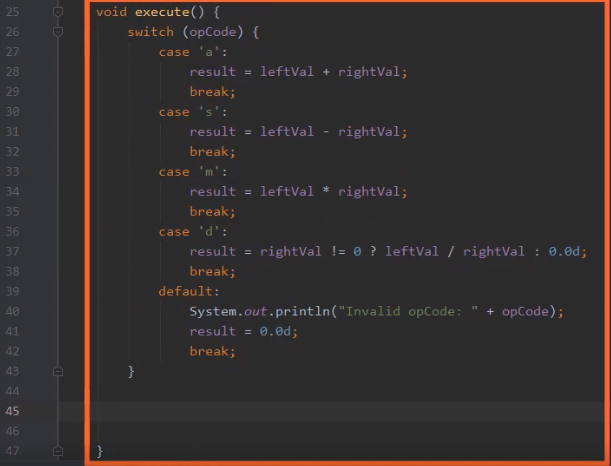 25 void execute() {
26 switch (opCode) {
27 case 'a':
28 result = leftVal + rightVal;
29 break;
30 case 's':
31 result = leftVal - rightVal;
32 break;
33 case 'm':
34 result = leftVal * rightVal;
35 break;
36 case 'd':
37 result = rightVal != 0 ? leftVal / rightVal : 0.0d;
38 break;
39 default:
40 System.out.println("Invalid opCode: " + opCode);
41 result = 0.0d;
42 break;
43 }
44
45
46
47 }